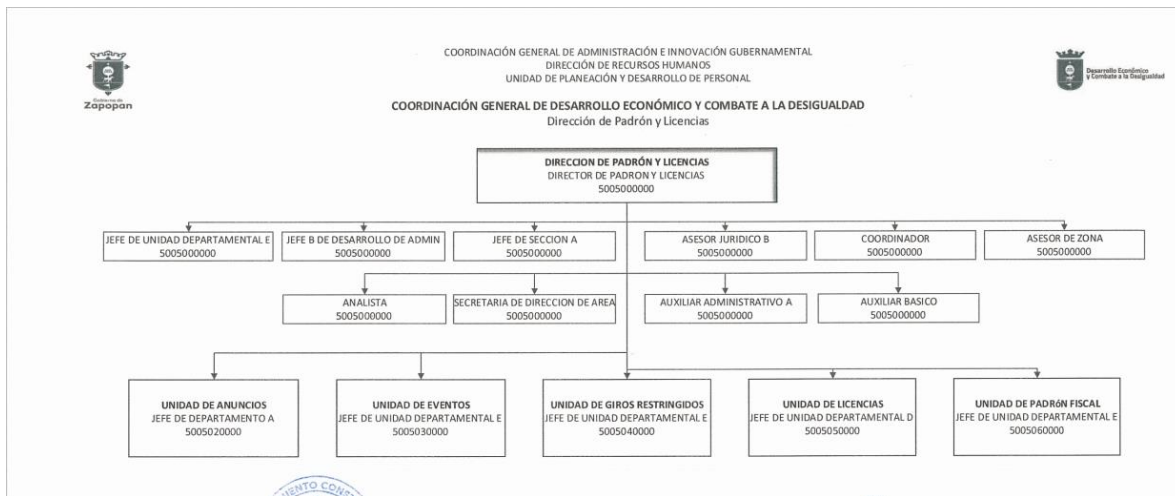 COORDINACIÓN GENERAL DE ADMINISTRACIÓN E INNOVACIÓN GUBERNAMENTAL
DIRECCIÓN DE RECURSOS HUMANOS
UNIDAD DE PLANEACIÓN Y DESARROLLO DE PERSONAL
Gobierno de
Zapopan
Desarrollo Económico
y Combate a la Desigualdad
COORDINACIÓN GENERAL DE DESARROLLO ECONÓMICO Y COMBATE A LA DESIGUALDAD
Dirección de Padrón y Licencias
DIRECCION DE PADRÓN Y LICENCIAS
DIRECTOR DE PADRON Y LICENCIAS
5005000000
JEFE DE UNIDAD DEPARTAMENTAL E
5005000000
JEFE B DE DESARROLLO DE ADMIN
5005000000
JEFE DE SECCION A
5005000000
ASESOR JURIDICO B
5005000000
COORDINADOR
5005000000
ASESOR DE ZONA
5005000000
ANALISTA
5005000000
SECRETARIA DE DIRECCION DE AREA
5005000000
AUXILIAR ADMINISTRATIVO A
5005000000
AUXILIAR BASICO
5005000000
UNIDAD DE ANUNCIOS
JEFE DE DEPARTAMENTO A
5005020000
UNIDAD DE EVENTOS
JEFE DE UNIDAD DEPARTAMENTAL E
5005030000
UNIDAD DE GIROS RESTRINGIDOS
JEFE DE UNIDAD DEPARTAMENTAL E
5005040000
UNIDAD DE LICENCIAS
JEFE DE UNIDAD DEPARTAMENTAL D
5005050000
UNIDAD DE PADRóN FISCAL
JEFE DE UNIDAD DEPARTAMENTAL E
5005060000